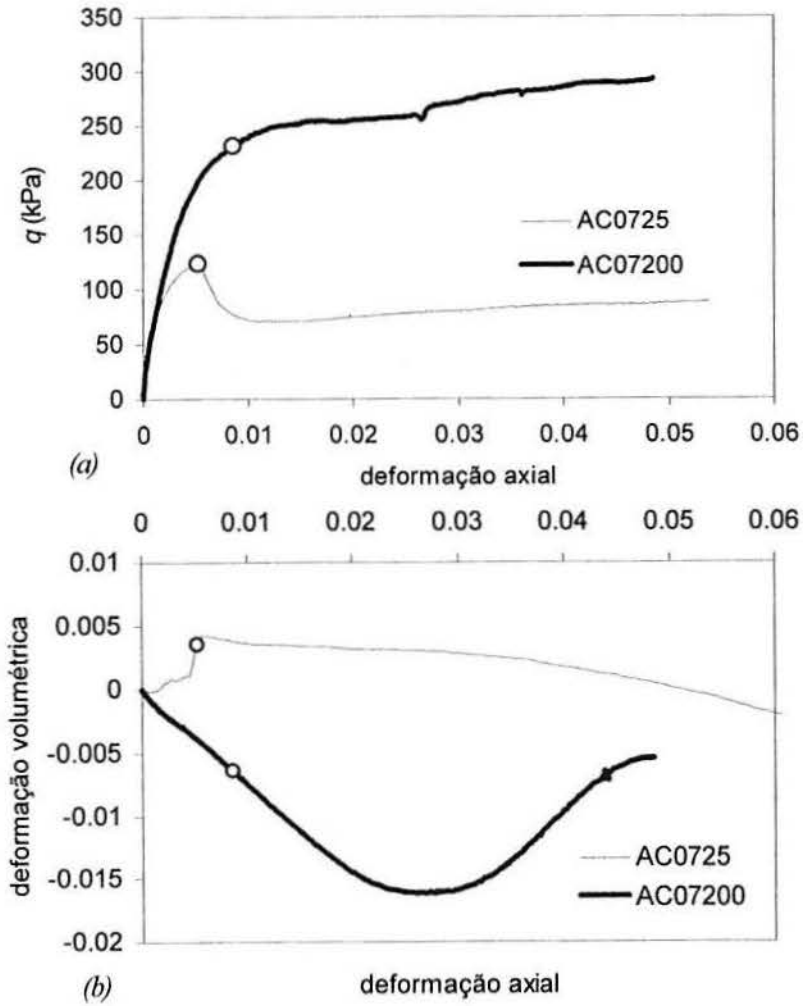 350
300
250
200
150
100
50
0
q (kPa)
AC0725
AC07200
0 0.01 0.02 0.03 0.04 0.05 0.06
(a)
deformação axial
0 0.01 0.02 0.03 0.04 0.05 0.06
0.01
0.005
0
-0.005
-0.01
-0.015
-0.02
deformação volumétrica
AC0725
AC07200
(b)
deformação axial